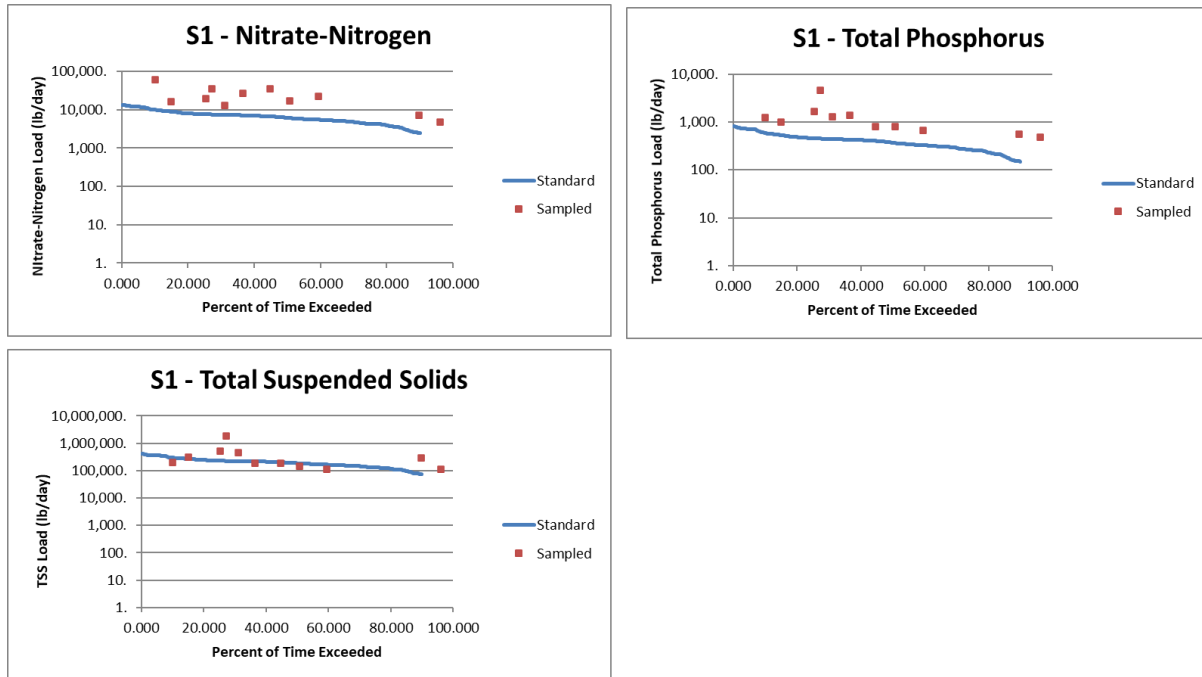 S1 - Nitrate-Nitrogen
NItrate-Nitrogen Load (lb/day)
100,000.
10,000.
1,000.
100.
10.
1.
0.000 20.000 40.000 60.000 80.000 100.000
Percent of Time Exceeded
Standard
Sampled
S1 - Total Phosphorus
Total Phosphorus Load (lb/day)
10,000.
1,000.
100.
10.
1.
0.000 20.000 40.000 60.000 80.000 100.000
Percent of Time Exceeded
Standard
Sampled
S1 - Total Suspended Solids
TSS Load (lb/day)
10,000,000.
1,000,000.
100,000.
10,000.
1,000.
100.
10.
1.
0.000 20.000 40.000 60.000 80.000 100.000
Percent of Time Exceeded
Standard
Sampled